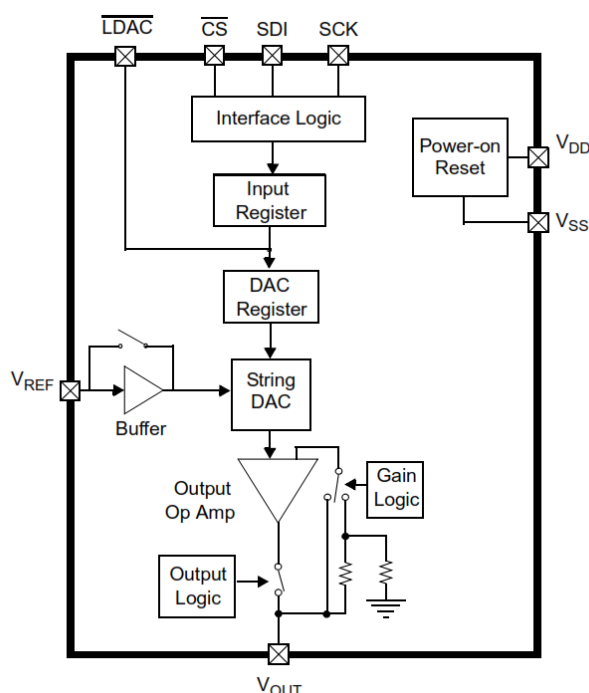 LDAC CS SDI SCK
Interface Logic
Power-on
Reset
VDD
Input
Register
VSS
DAC
Register
VREF
Buffer
String
DAC
Output
Op Amp
Gain
Logic
Output
Logic
VOUT